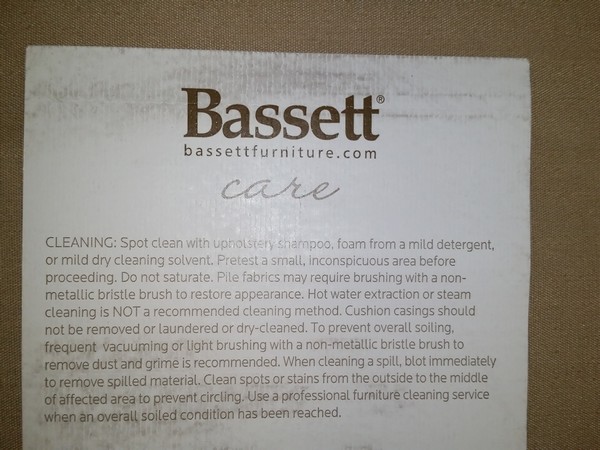 Bassett®
bassettfurniture.com
care
CLEANING: Spot clean with upholstery shampoo, foam from a mild detergent,
or mild dry cleaning solvent. Pretest a small, inconspicuous area before
proceeding. Do not saturate. Pile fabrics may require brushing with a non-
metallic bristle brush to restore appearance. Hot water extraction or steam
cleaning is NOT a recommended cleaning method. Cushion casings should
not be removed or laundered or dry-cleaned. To prevent overall soiling,
frequent vacuuming or light brushing with a non-metallic bristle brush to
remove dust and grime is recommended. When cleaning a spill, blot immediately
to remove spilled material. Clean spots or stains from the outside to the middle
of affected area to prevent circling. Use a professional furniture cleaning service
when an overall soiled condition has been reached.